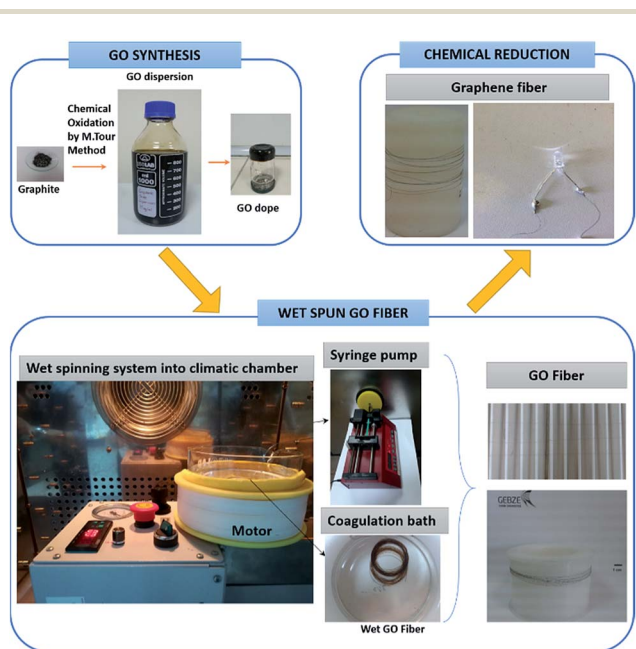 GO SYNTHESIS
GO dispersion
Chemical
Oxidation
by M.Tour
Method
Graphite
GO dope
CHEMICAL REDUCTION
Graphene fiber
WET SPUN GO FIBER
Wet spinning system into climatic chamber
Motor
Syringe pump
Coagulation bath
Wet GO Fiber
GO Fiber
GEBZE